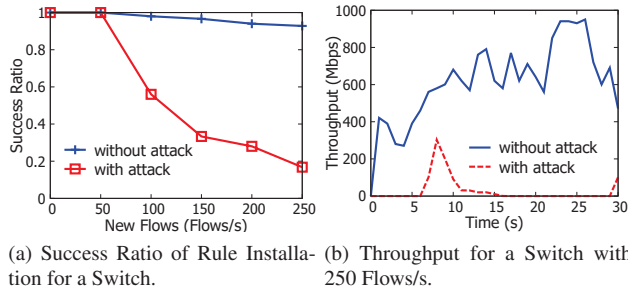 1
0.8
0.6
0.4
0.2
0
Success Ratio
without attack
with attack
0 50 100 150 200 250
New Flows (Flows/s)
(a) Success Ratio of Rule Installa-
tion for a Switch.
1000
800
600
400
200
0
Throughput (Mbps)
without attack
with attack
0 5 10 15 20 25 30
Time (s)
(b) Throughput for a Switch with
250 Flows/s.